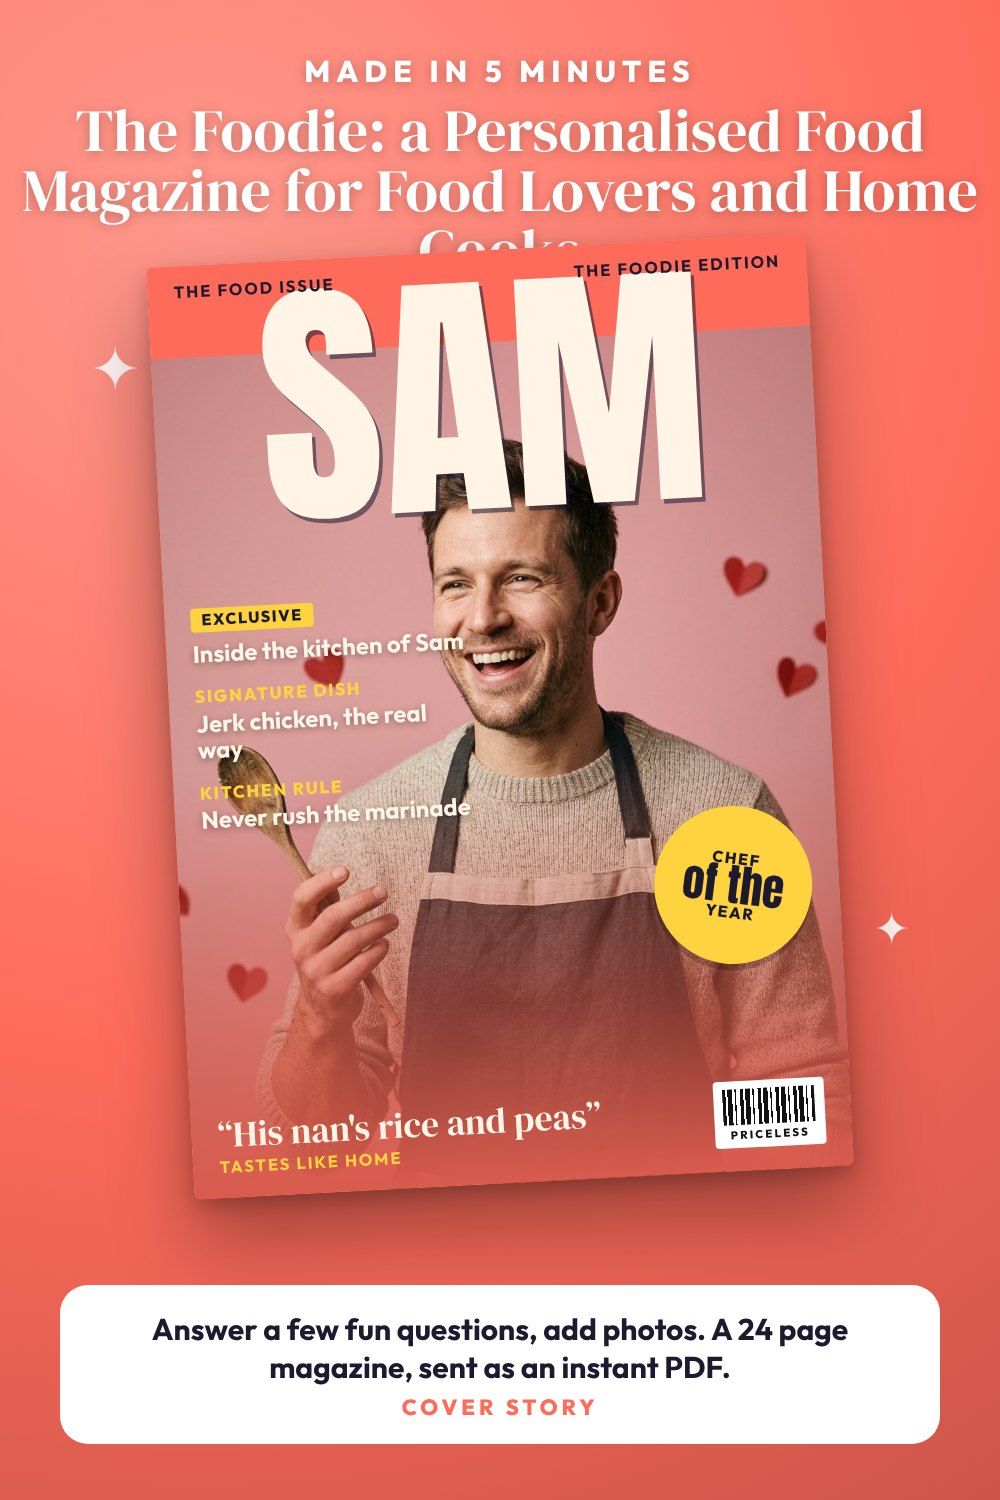 MADE IN 5 MINUTES
The Foodie: a Personalised Food
Magazine for Food Lovers and Home
Cooks
THE FOOD ISSUE
THE FOODIE EDITION
SAM
EXCLUSIVE
Inside the kitchen of Sam
SIGNATURE DISH
Jerk chicken, the real
way
KITCHEN RULE
Never rush the marinade
CHEF
of the
YEAR
“His nan's rice and peas”
TASTES LIKE HOME
PRICELESS
Answer a few fun questions, add photos. A 24 page
magazine, sent as an instant PDF.
COVER STORY